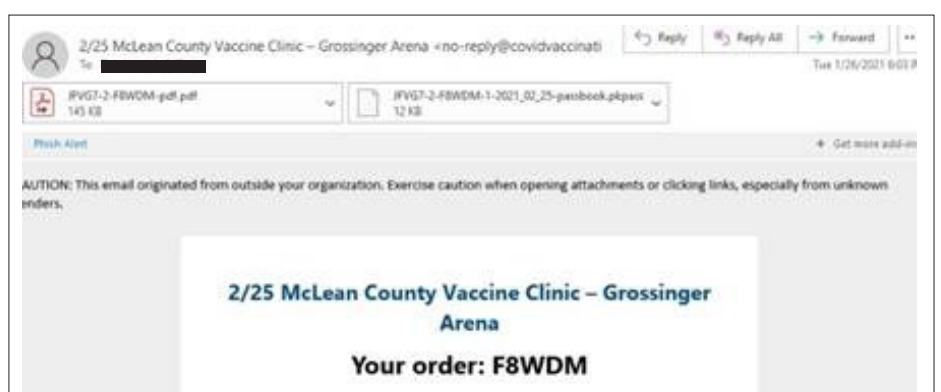 2/25 McLean County Vaccine Clinic – Grossinger Arena <no-reply@covidvaccinati
Reply
Reply All
Forward
To
Tue 1/26/2021 6:03 P
JFVG7-2-F8WDM-pdf.pdf
145 KB
JFVG7-2-F8WDM-1-2021_02_25-passbook.pkpass
12 KB
Phish Alert
+ Get more add-in
AUTION: This email originated from outside your organization. Exercise caution when opening attachments or clicking links, especially from unknown
enders.
2/25 McLean County Vaccine Clinic – Grossinger
Arena
Your order: F8WDM